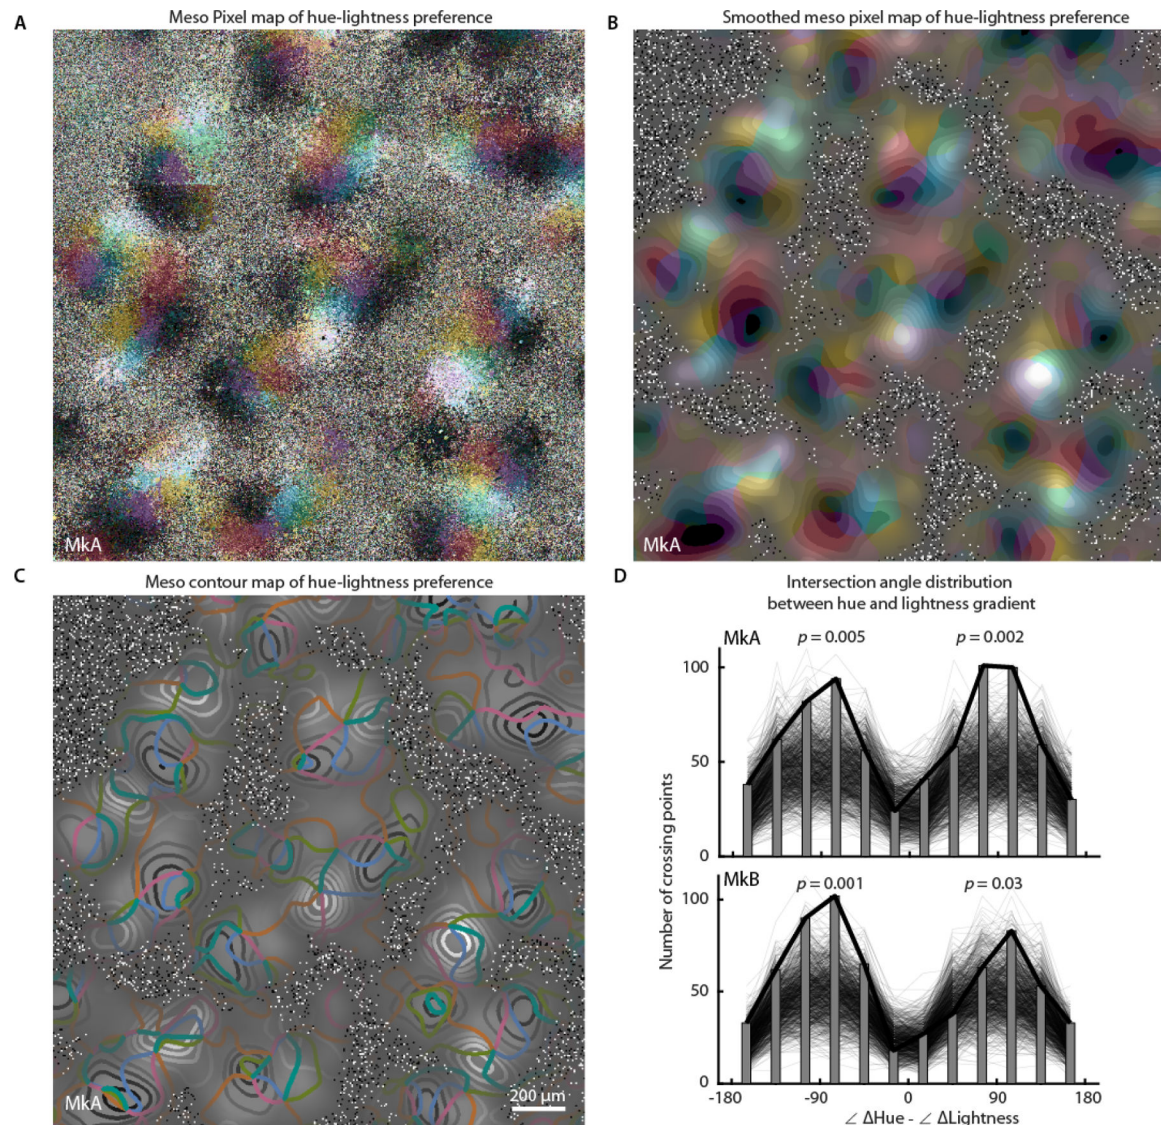 A
Meso Pixel map of hue-lightness preference
MkA
B
Smoothed meso pixel map of hue-lightness preference
MkA
C
Meso contour map of hue-lightness preference
MkA
200 µm
D
Intersection angle distribution
between hue and lightness gradient
MkA
p = 0.005
p = 0.002
100
50
0
MkB
p = 0.001
p = 0.03
100
50
0
Number of crossing points
-180
-90
0
90
180
∠ ΔHue - ∠ ΔLightness